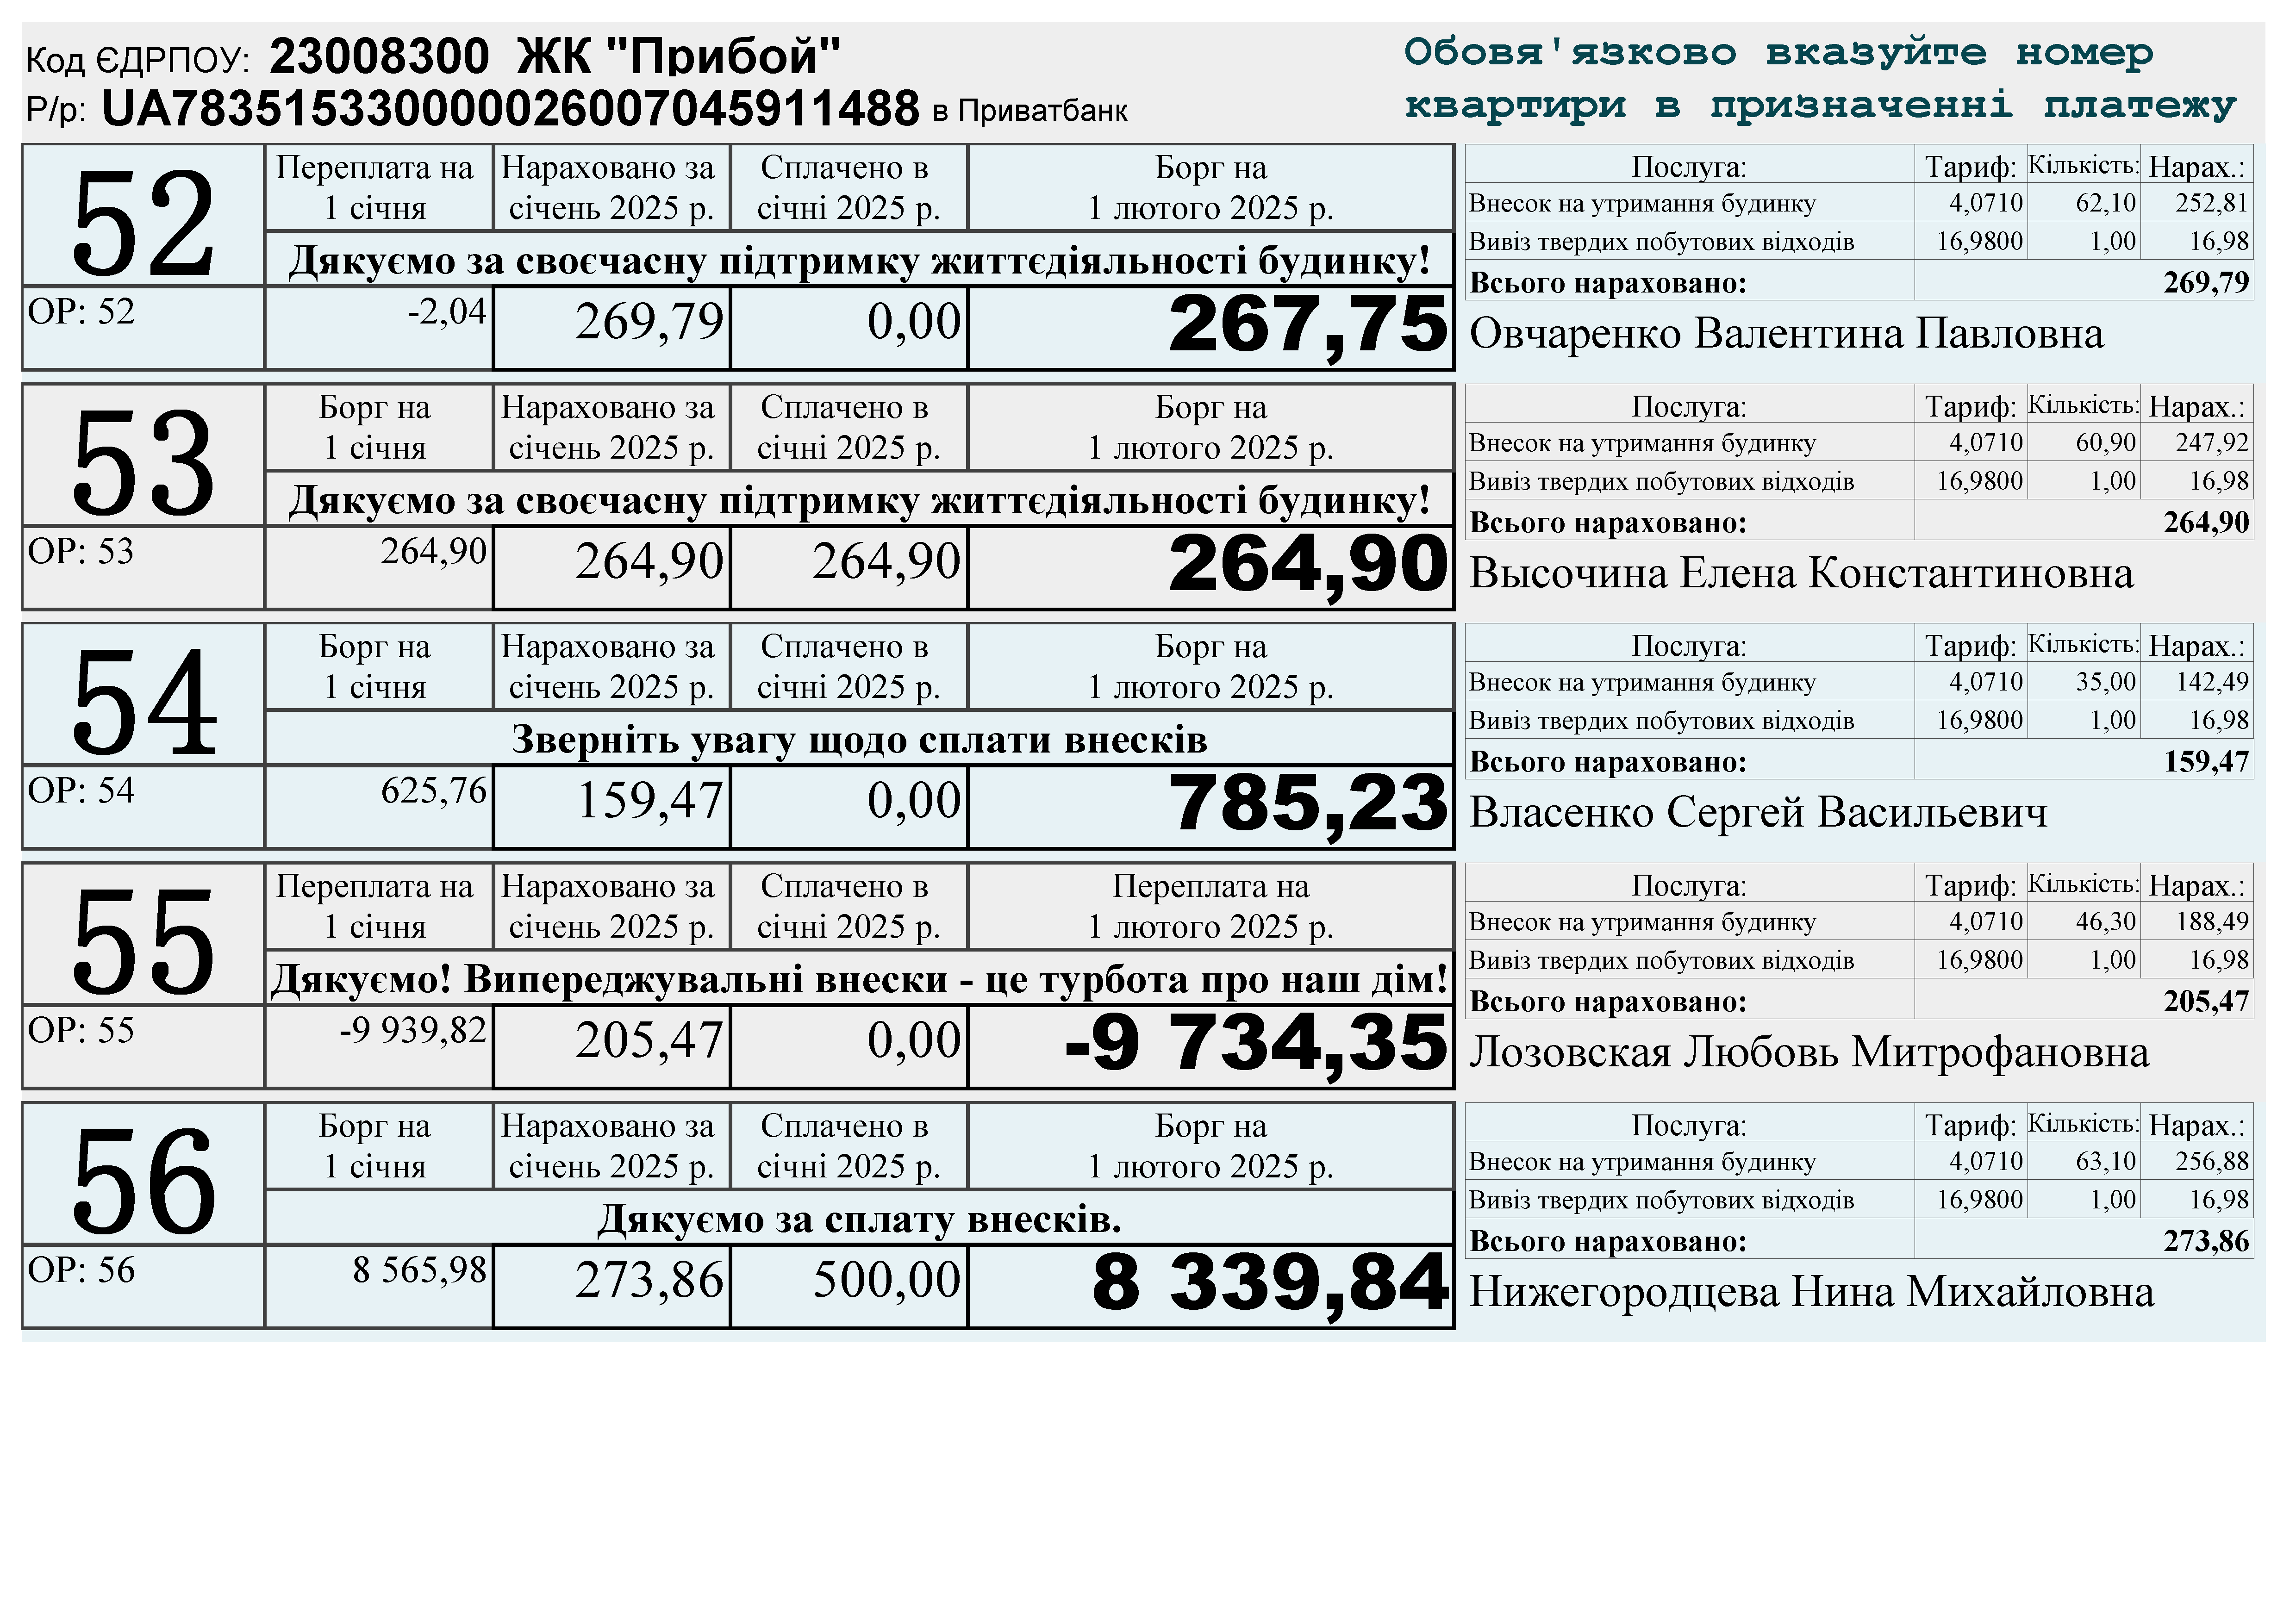 Код ЄДРПОУ: 23008300 ЖК "Прибой"
Р/р: UA783515330000026007045911488 в Приватбанк
Обовя'язково вказуйте номер
квартири в призначенні платежу
52 Переплата на Нараховано за Сплачено в Борг на
1 січня січень 2025 р. січні 2025 р. 1 лютого 2025 р.
Дякуємо за своєчасну підтримку життєдіяльності будинку!
ОР: 52 -2,04 269,79 0,00 267,75
Послуга: Тариф: Кількість: Нарах.:
Внесок на утримання будинку 4,0710 62,10 252,81
Вивіз твердих побутових відходів 16,9800 1,00 16,98
Всього нараховано: 269,79
Овчаренко Валентина Павловна
53 Борг на Нараховано за Сплачено в Борг на
1 січня січень 2025 р. січні 2025 р. 1 лютого 2025 р.
Дякуємо за своєчасну підтримку життєдіяльності будинку!
ОР: 53 264,90 264,90 264,90 264,90
Послуга: Тариф: Кількість: Нарах.:
Внесок на утримання будинку 4,0710 60,90 247,92
Вивіз твердих побутових відходів 16,9800 1,00 16,98
Всього нараховано: 264,90
Высочина Елена Константиновна
54 Борг на Нараховано за Сплачено в Борг на
1 січня січень 2025 р. січні 2025 р. 1 лютого 2025 р.
Зверніть увагу щодо сплати внесків
ОР: 54 625,76 159,47 0,00 785,23
Послуга: Тариф: Кількість: Нарах.:
Внесок на утримання будинку 4,0710 35,00 142,49
Вивіз твердих побутових відходів 16,9800 1,00 16,98
Всього нараховано: 159,47
Власенко Сергей Васильевич
55 Переплата на Нараховано за Сплачено в Переплата на
1 січня січень 2025 р. січні 2025 р. 1 лютого 2025 р.
Дякуємо! Випереджувальні внески - це турбота про наш дім!
ОР: 55 -9 939,82 205,47 0,00 -9 734,35
Послуга: Тариф: Кількість: Нарах.:
Внесок на утримання будинку 4,0710 46,30 188,49
Вивіз твердих побутових відходів 16,9800 1,00 16,98
Всього нараховано: 205,47
Лозовская Любовь Митрофановна
56 Борг на Нараховано за Сплачено в Борг на
1 січня січень 2025 р. січні 2025 р. 1 лютого 2025 р.
Дякуємо за сплату внесків.
ОР: 56 8 565,98 273,86 500,00 8 339,84
Послуга: Тариф: Кількість: Нарах.:
Внесок на утримання будинку 4,0710 63,10 256,88
Вивіз твердих побутових відходів 16,9800 1,00 16,98
Всього нараховано: 273,86
Нижегородцева Нина Михайловна